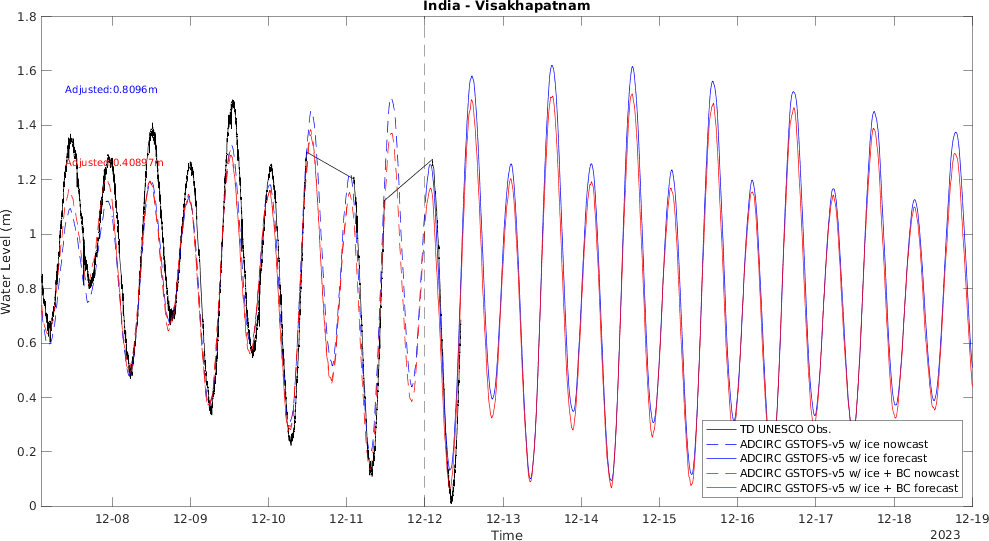 India - Visakhapatnam
1.8
1.6
1.4
1.2
1
0.8
0.6
0.4
0.2
0
Water Level (m)
Adjusted:0.8096m
Adjusted:0.40897m
TD UNESCO Obs.
ADCIRC GSTOFS-v5 w/ ice nowcast
ADCIRC GSTOFS-v5 w/ ice forecast
ADCIRC GSTOFS-v5 w/ ice + BC nowcast
ADCIRC GSTOFS-v5 w/ ice + BC forecast
12-08 12-09 12-10 12-11 12-12 12-13 12-14 12-15 12-16 12-17 12-18 12-19
Time
2023